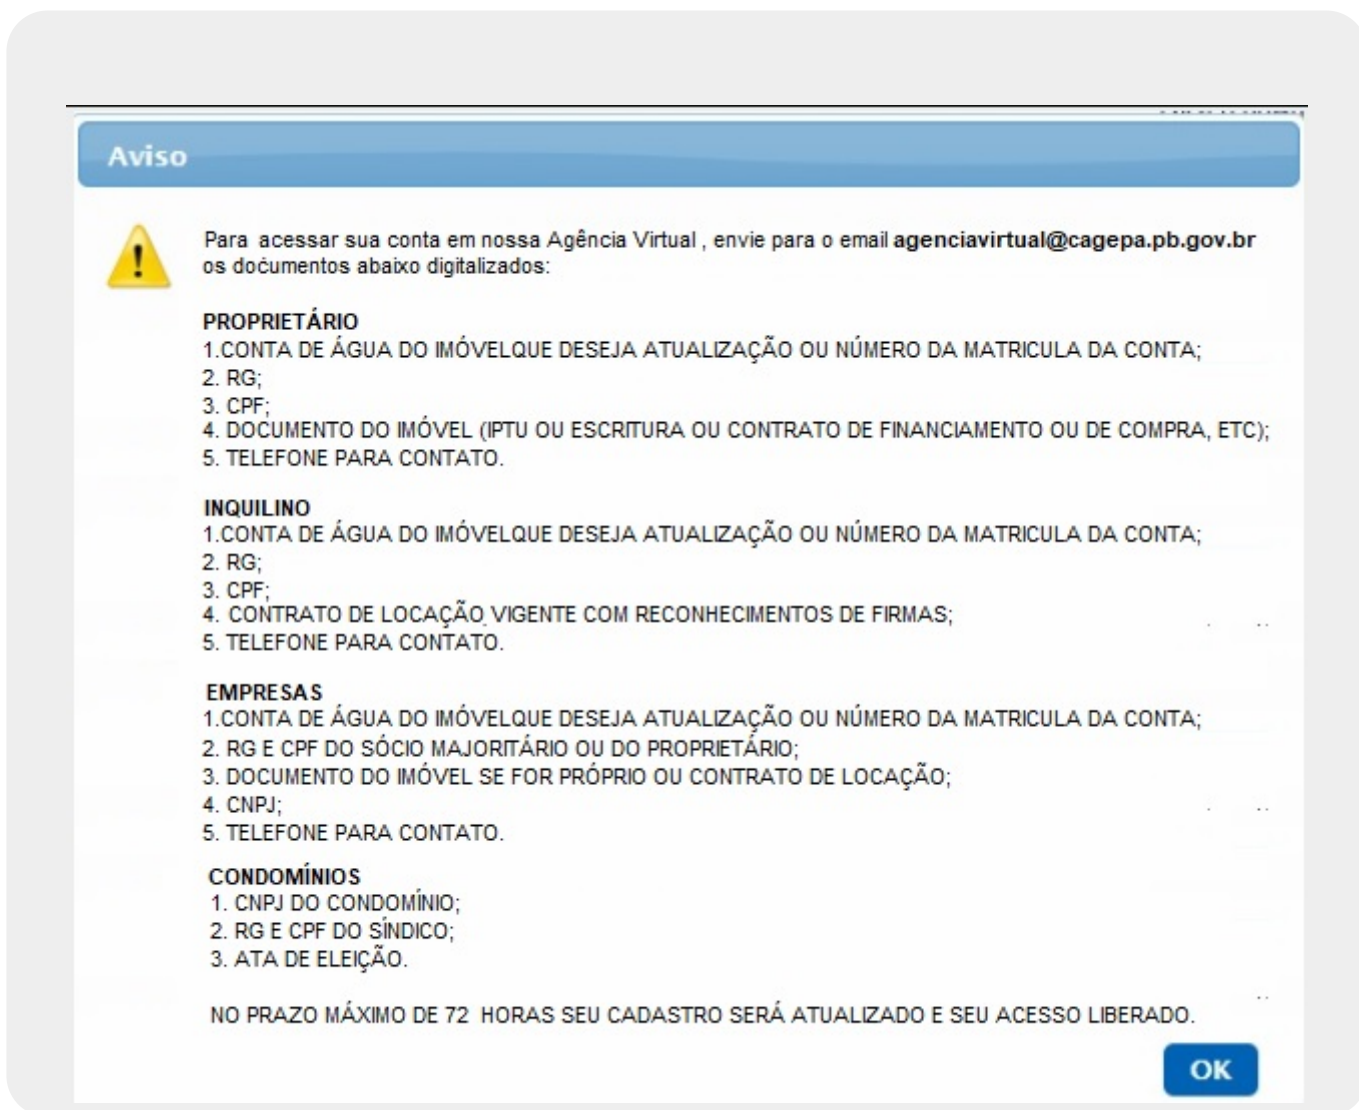 Aviso
Para acessar sua conta em nossa Agência Virtual , envie para o email agenciavirtual@cagepa.pb.gov.br
os documentos abaixo digitalizados:
PROPRIETÁRIO
1.CONTA DE ÁGUA DO IMÓVELQUE DESEJA ATUALIZAÇÃO OU NÚMERO DA MATRICULA DA CONTA;
2. RG;
3. CPF;
4. DOCUMENTO DO IMÓVEL (IPTU OU ESCRITURA OU CONTRATO DE FINANCIAMENTO OU DE COMPRA, ETC);
5. TELEFONE PARA CONTATO.
INQUILINO
1.CONTA DE ÁGUA DO IMÓVELQUE DESEJA ATUALIZAÇÃO OU NÚMERO DA MATRICULA DA CONTA;
2. RG;
3. CPF;
4. CONTRATO DE LOCAÇÃO VIGENTE COM RECONHECIMENTOS DE FIRMAS;
5. TELEFONE PARA CONTATO.
EMPRESAS
1.CONTA DE ÁGUA DO IMÓVELQUE DESEJA ATUALIZAÇÃO OU NÚMERO DA MATRICULA DA CONTA;
2. RG E CPF DO SÓCIO MAJORITÁRIO OU DO PROPRIETÁRIO;
3. DOCUMENTO DO IMÓVEL SE FOR PRÓPRIO OU CONTRATO DE LOCAÇÃO;
4. CNPJ;
5. TELEFONE PARA CONTATO.
CONDOMÍNIOS
1. CNPJ DO CONDOMÍNIO;
2. RG E CPF DO SÍNDICO;
3. ATA DE ELEIÇÃO.
NO PRAZO MÁXIMO DE 72 HORAS SEU CADASTRO SERÁ ATUALIZADO E SEU ACESSO LIBERADO.
OK